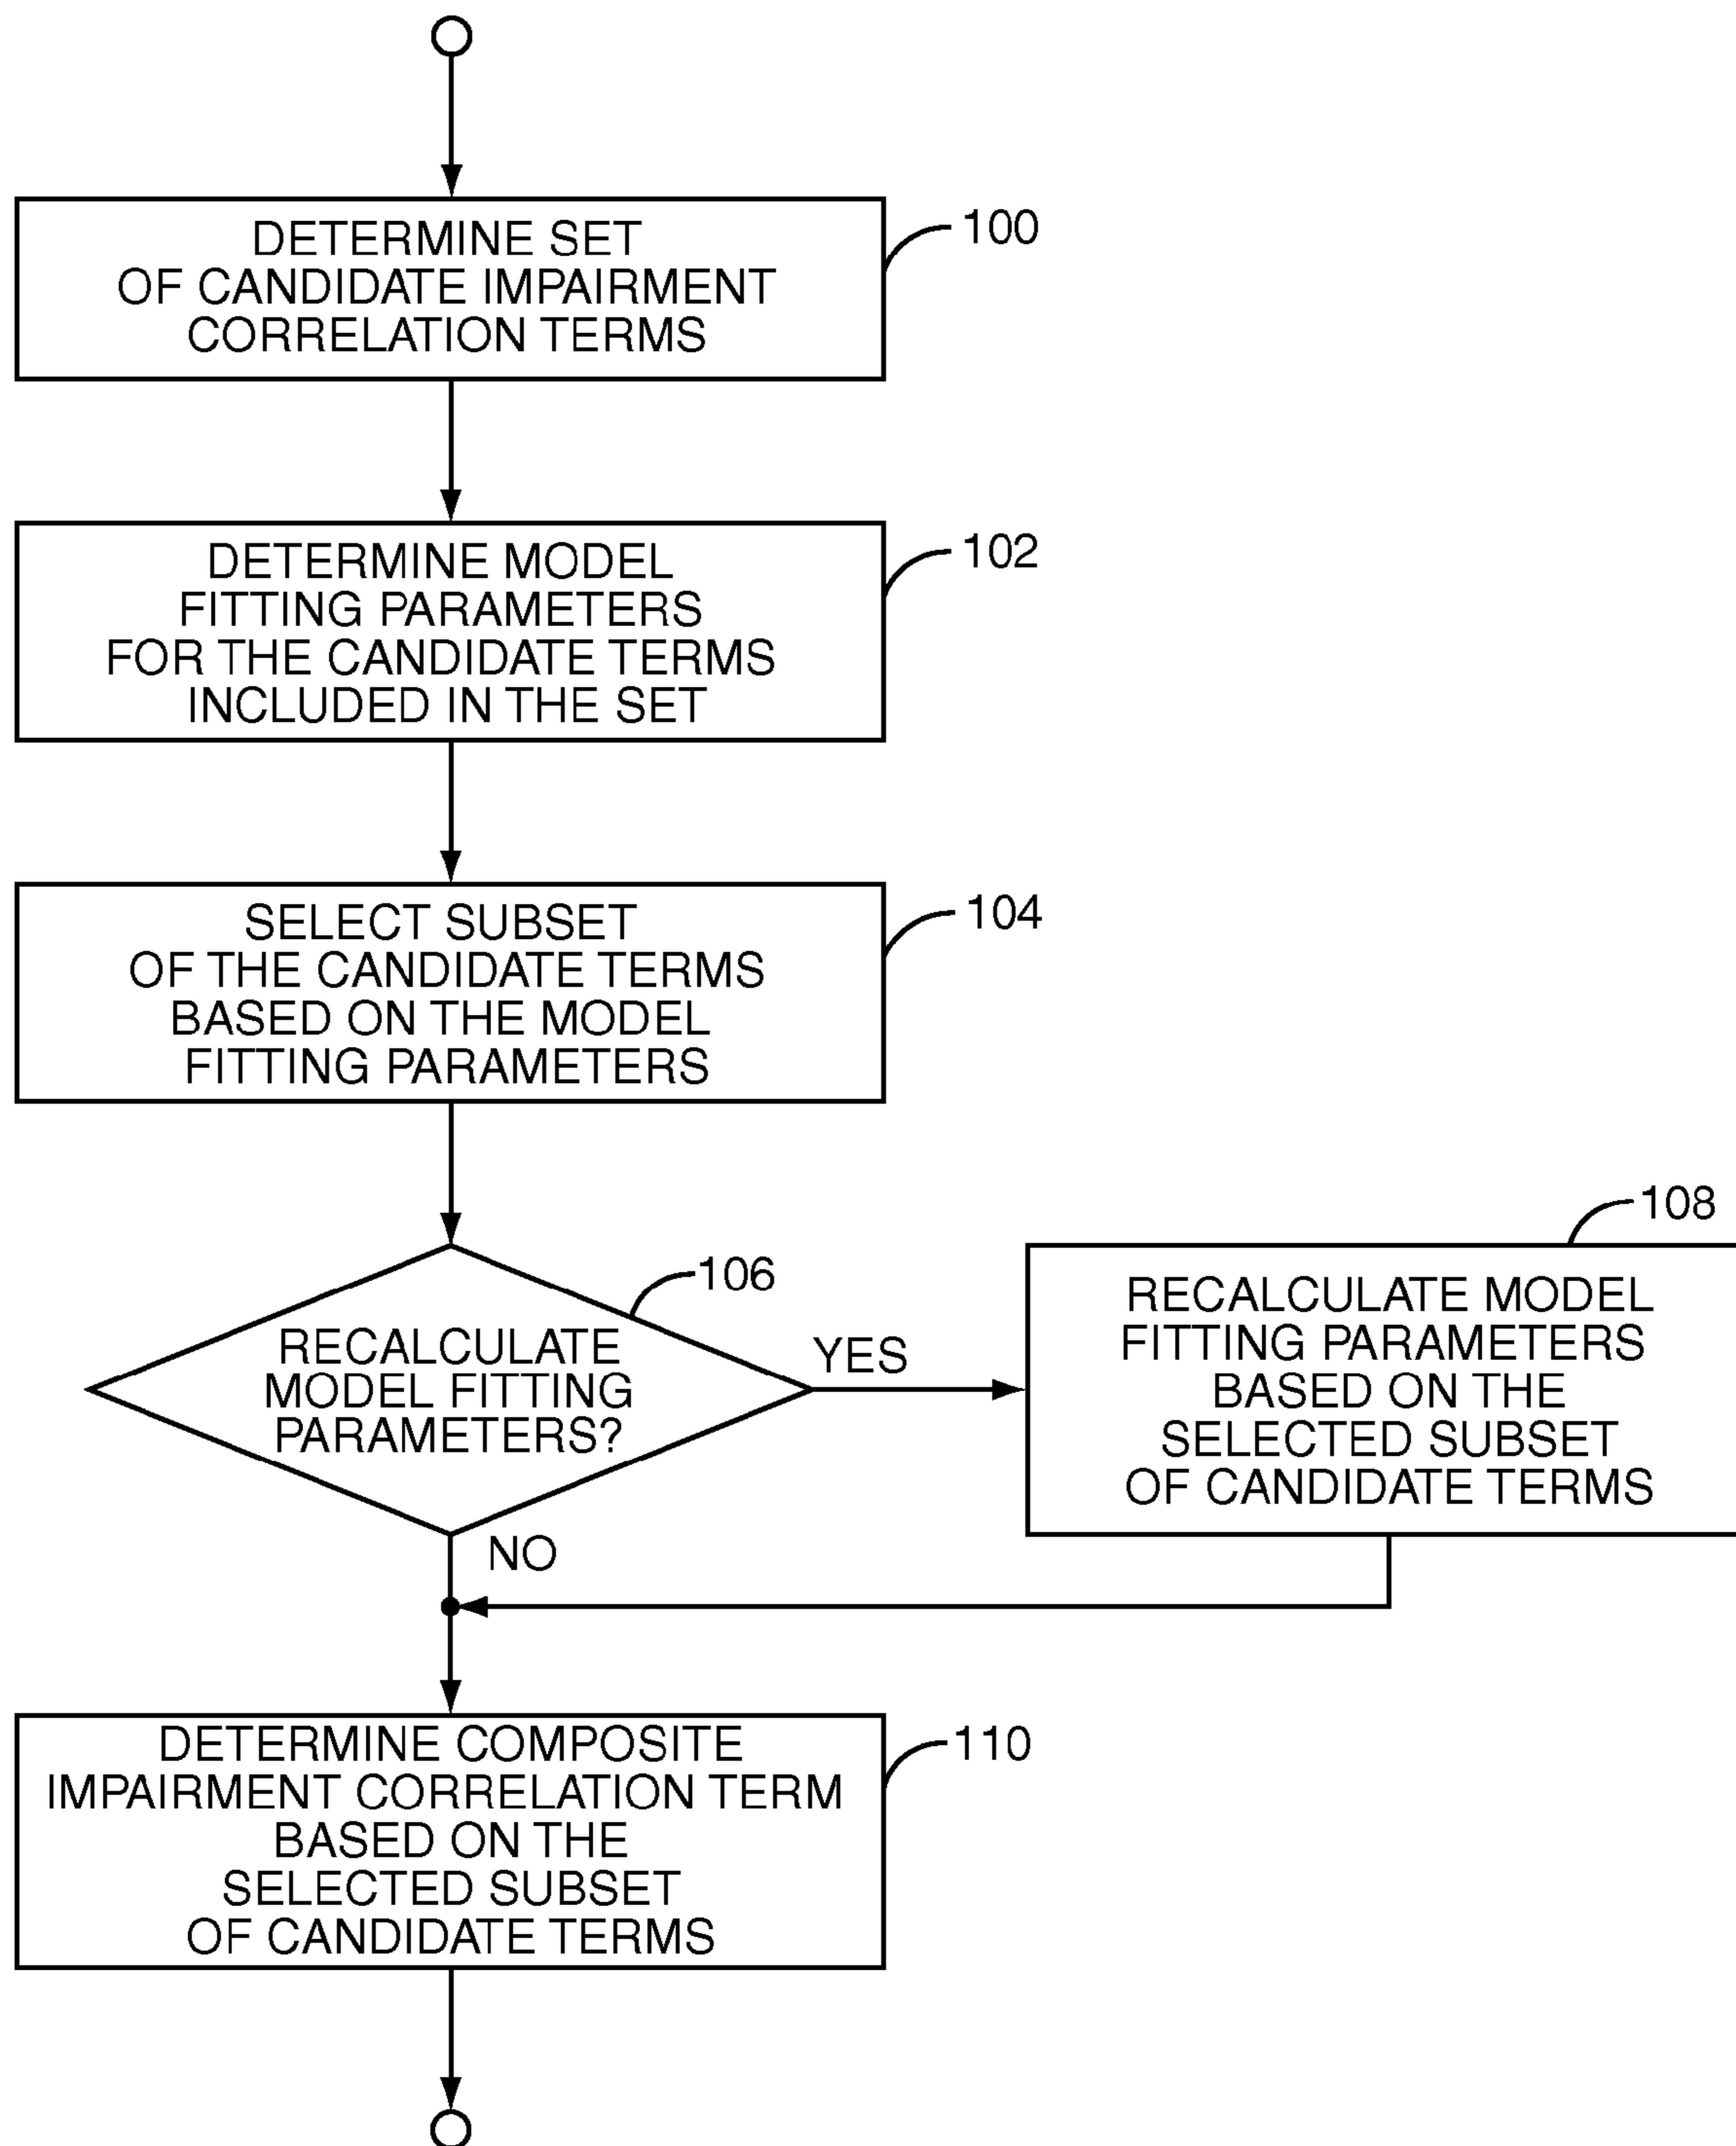 DETERMINE SET
OF CANDIDATE IMPAIRMENT
CORRELATION TERMS
100
DETERMINE MODEL
FITTING PARAMETERS
FOR THE CANDIDATE TERMS
INCLUDED IN THE SET
102
SELECT SUBSET
OF THE CANDIDATE TERMS
BASED ON THE MODEL
FITTING PARAMETERS
104
RECALCULATE
MODEL FITTING
PARAMETERS?
106
YES
NO
RECALCULATE MODEL
FITTING PARAMETERS
BASED ON THE
SELECTED SUBSET
OF CANDIDATE TERMS
108
DETERMINE COMPOSITE
IMPAIRMENT CORRELATION TERM
BASED ON THE
SELECTED SUBSET
OF CANDIDATE TERMS
110